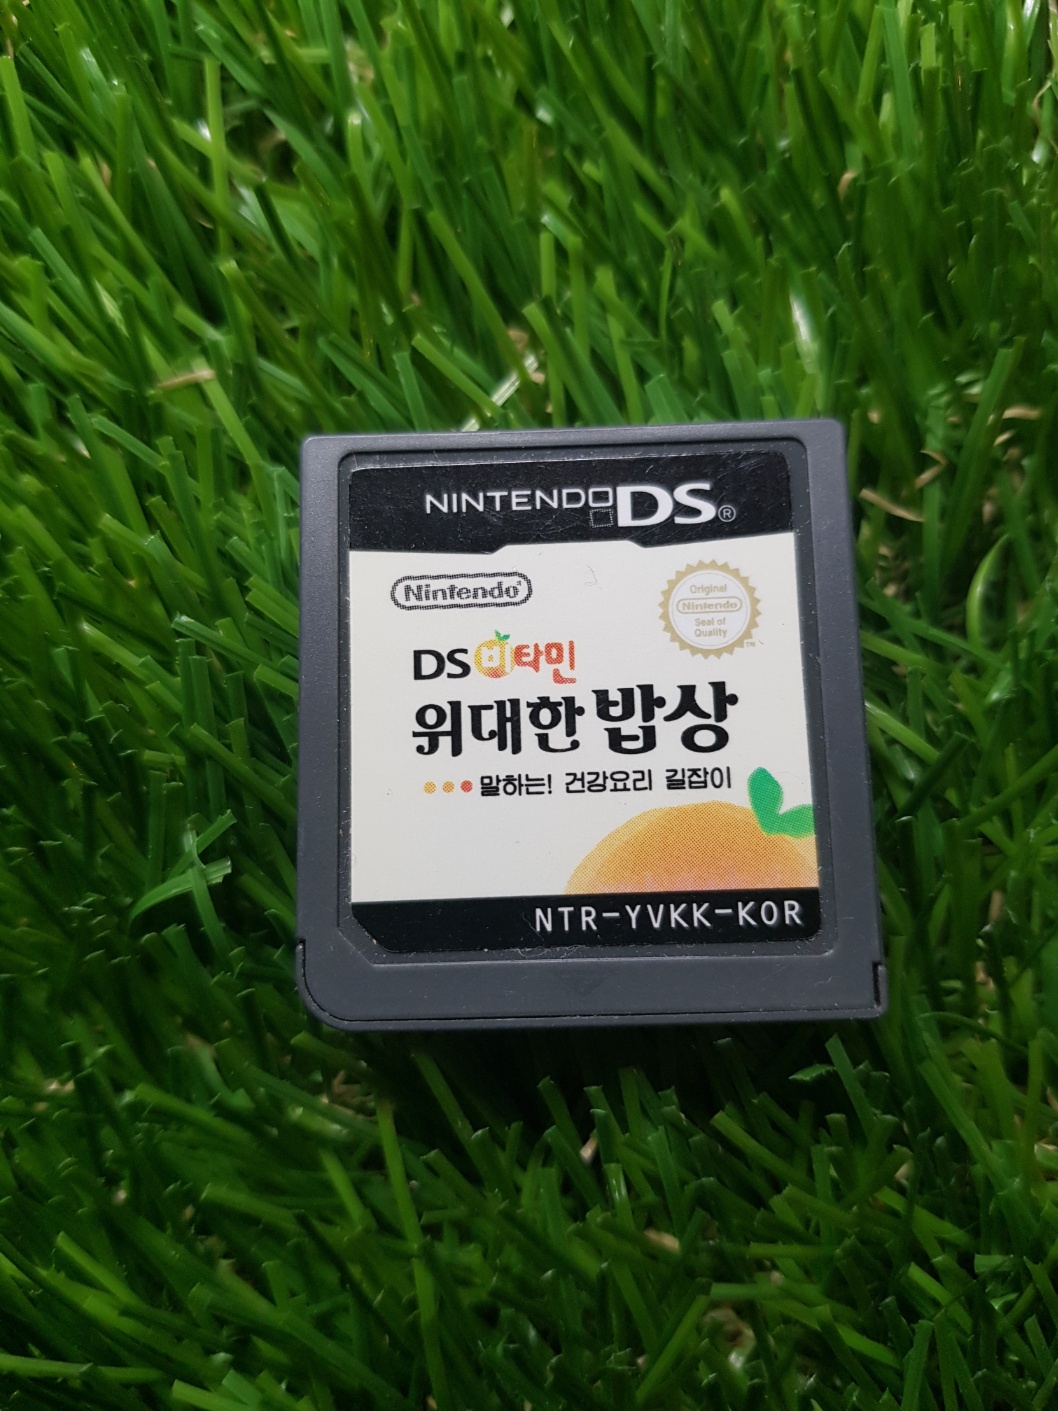 NINTENDO DS®
Nintendo®
Original
Nintendo
Seal of
Quality
TM
DS 비타민
위대한 밥상
말하는! 건강요리 길잡이
NTR-YVKK-KOR